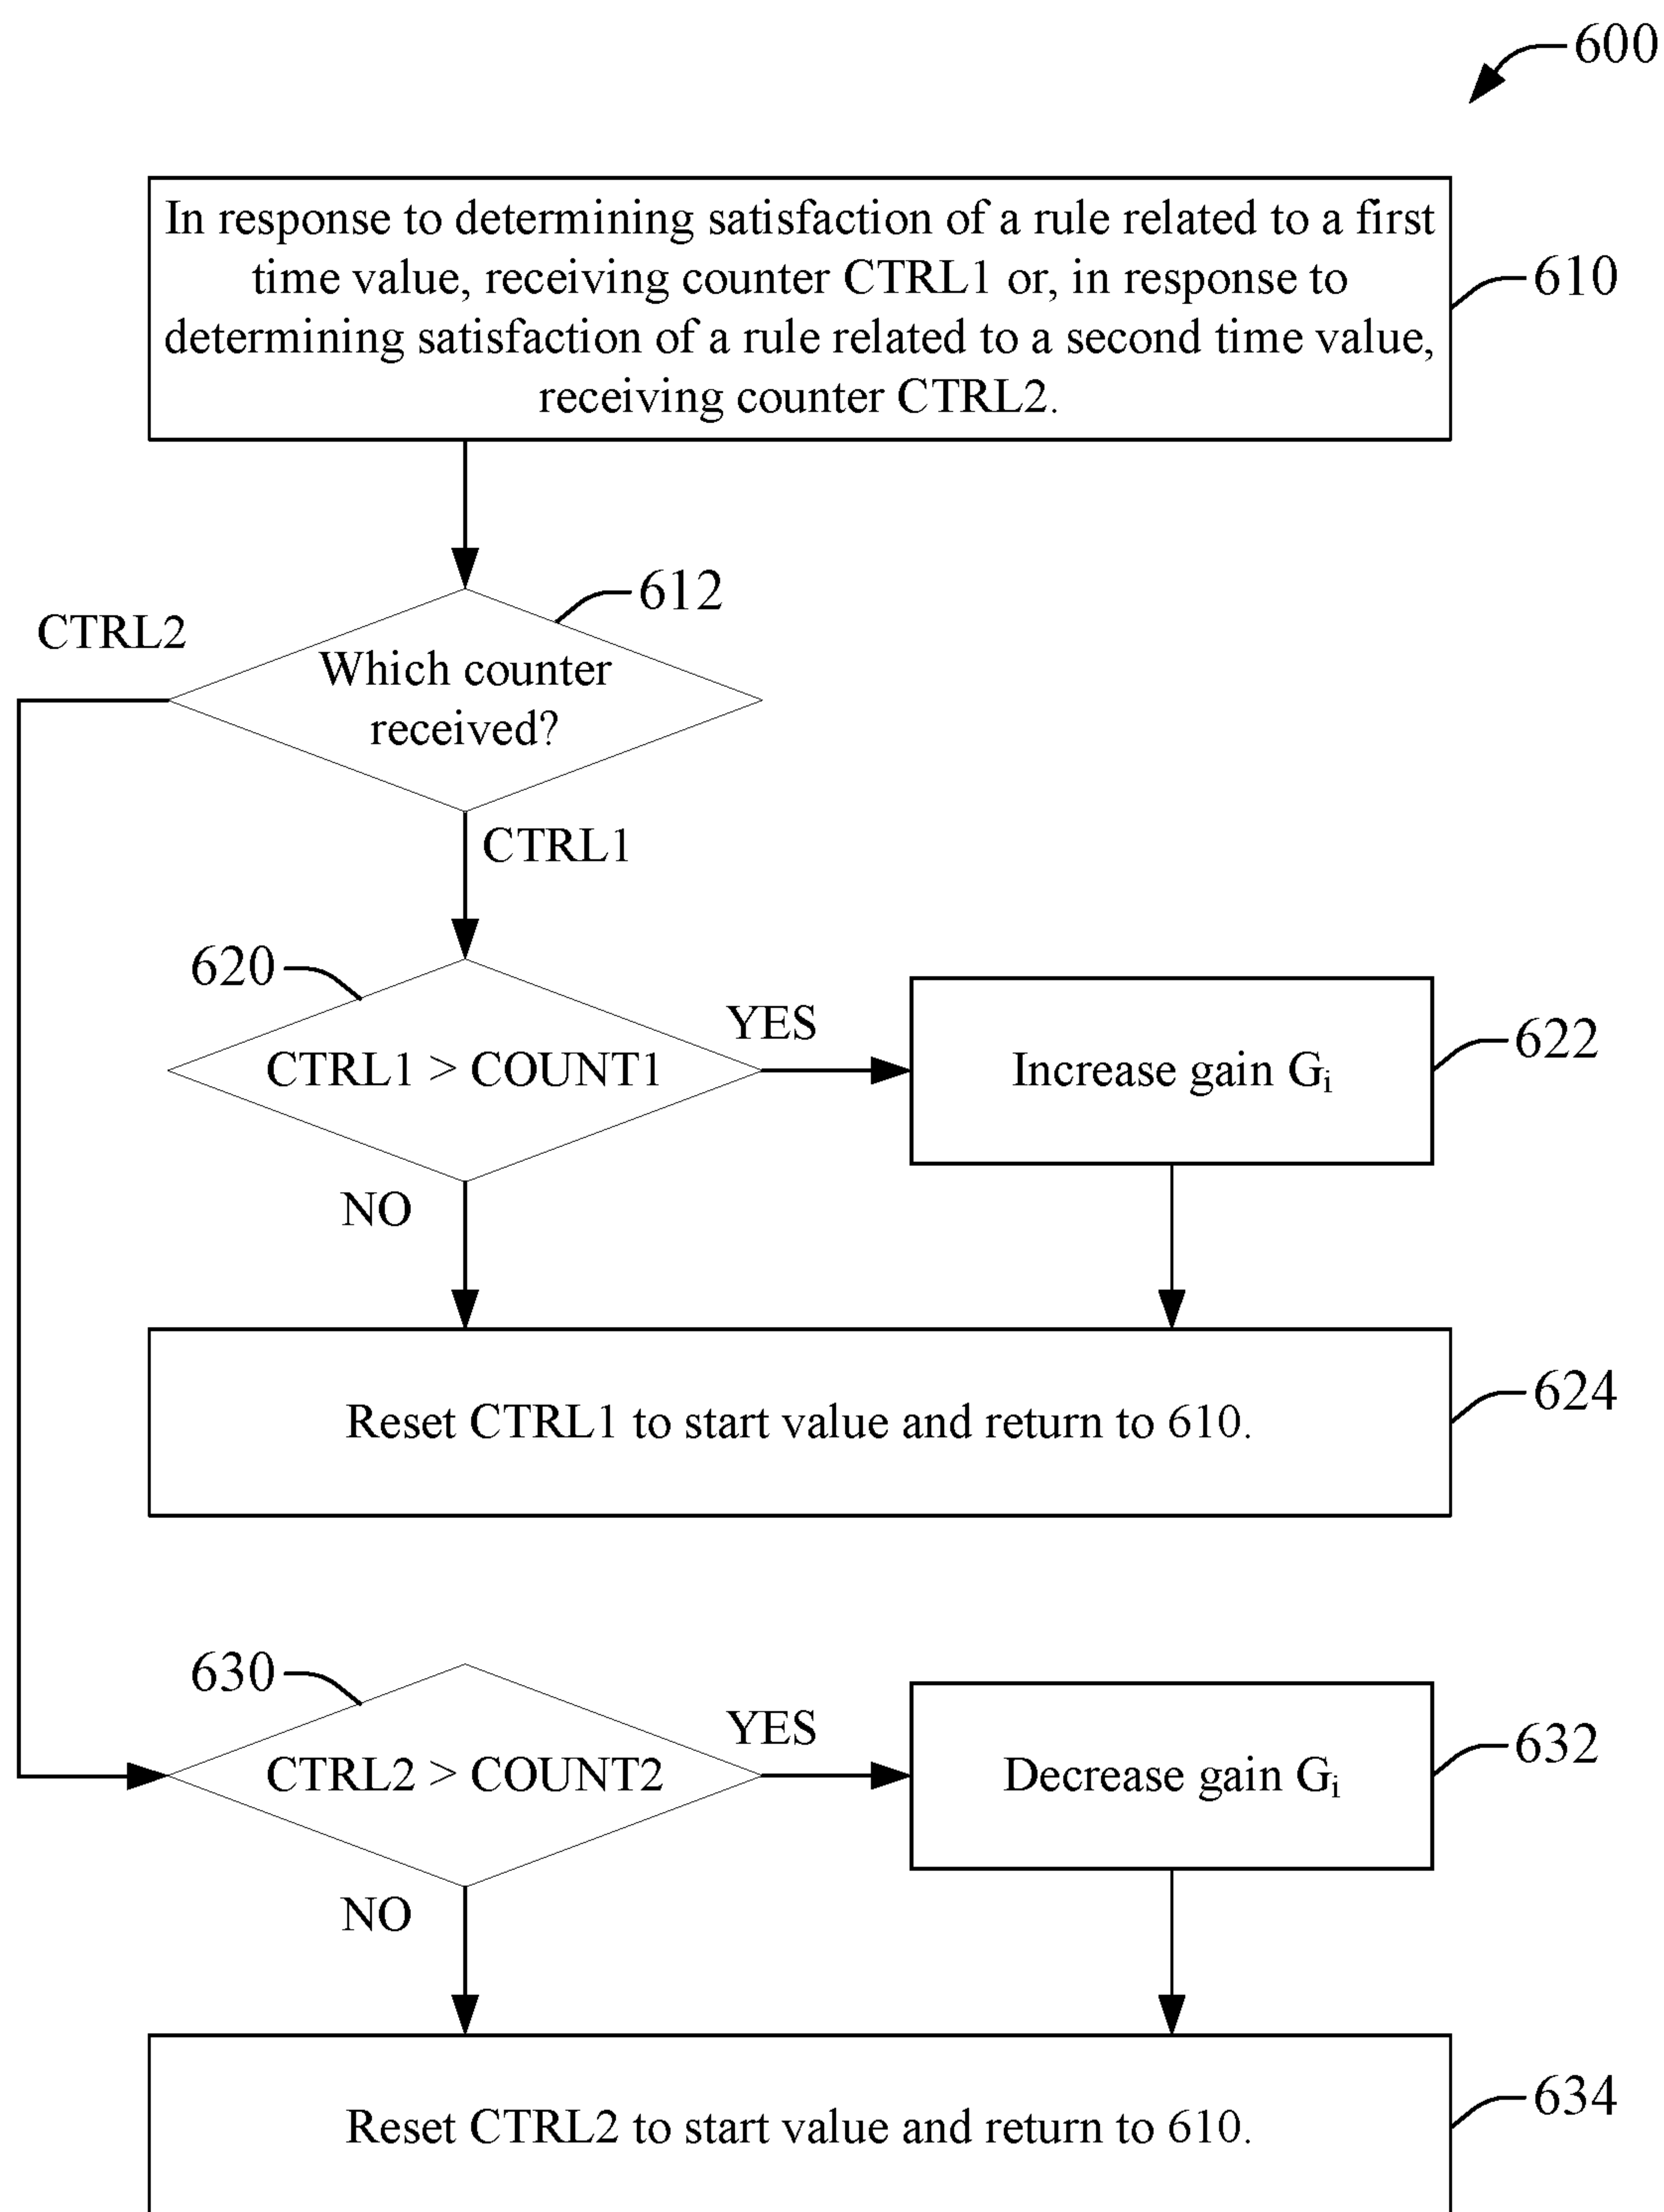 600
In response to determining satisfaction of a rule related to a first
time value, receiving counter CTRL1 or, in response to
determining satisfaction of a rule related to a second time value,
receiving counter CTRL2.
610
612
CTRL2
Which counter
received?
CTRL1
620
CTRL1 > COUNT1
YES
Increase gain Gi
622
NO
Reset CTRL1 to start value and return to 610.
624
630
CTRL2 > COUNT2
YES
Decrease gain Gi
632
NO
Reset CTRL2 to start value and return to 610.
634